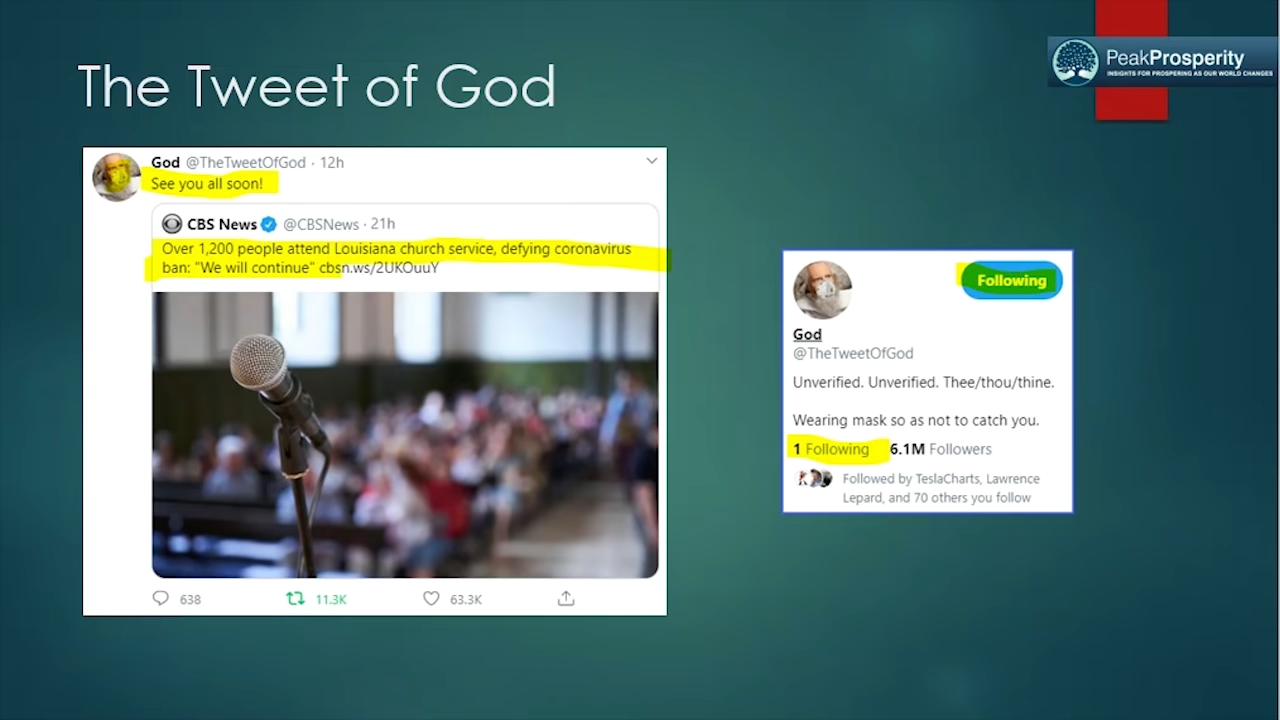 The Tweet of God
PeakProsperity
INSIGHTS FOR PROSPERING AS OUR WORLD CHANGES
God @TheTweetOfGod · 12h
See you all soon!
CBS News @CBSNews · 21h
Over 1,200 people attend Louisiana church service, defying coronavirus
ban: "We will continue" cbsn.ws/2UKOuuY
638 11.3K 63.3K
Following
God
@TheTweetOfGod
Unverified. Unverified. Thee/thou/thine.
Wearing mask so as not to catch you.
1 Following 6.1M Followers
Followed by TeslaCharts, Lawrence
Lepard, and 70 others you follow